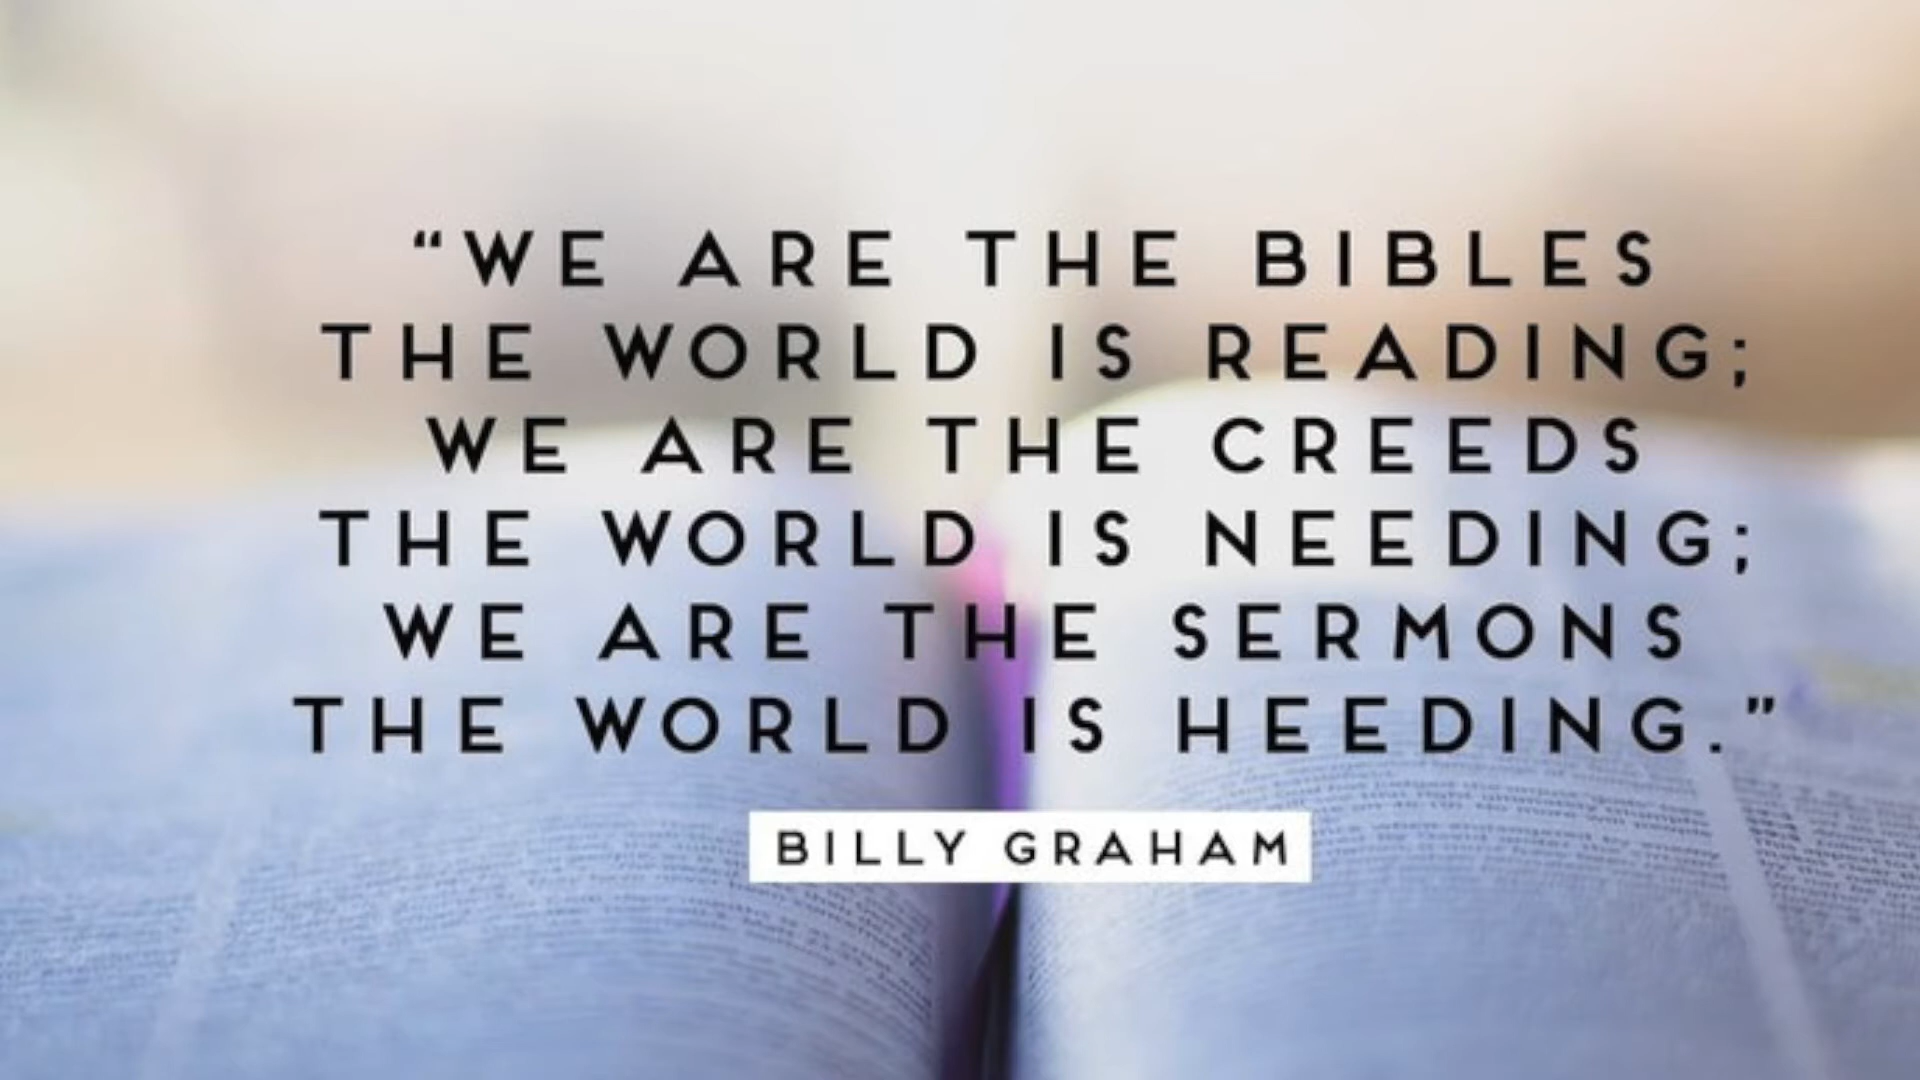 “WE ARE THE BIBLES
THE WORLD IS READING;
WE ARE THE CREEDS
THE WORLD IS NEEDING;
WE ARE THE SERMONS
THE WORLD IS HEEDING.”
BILLY GRAHAM